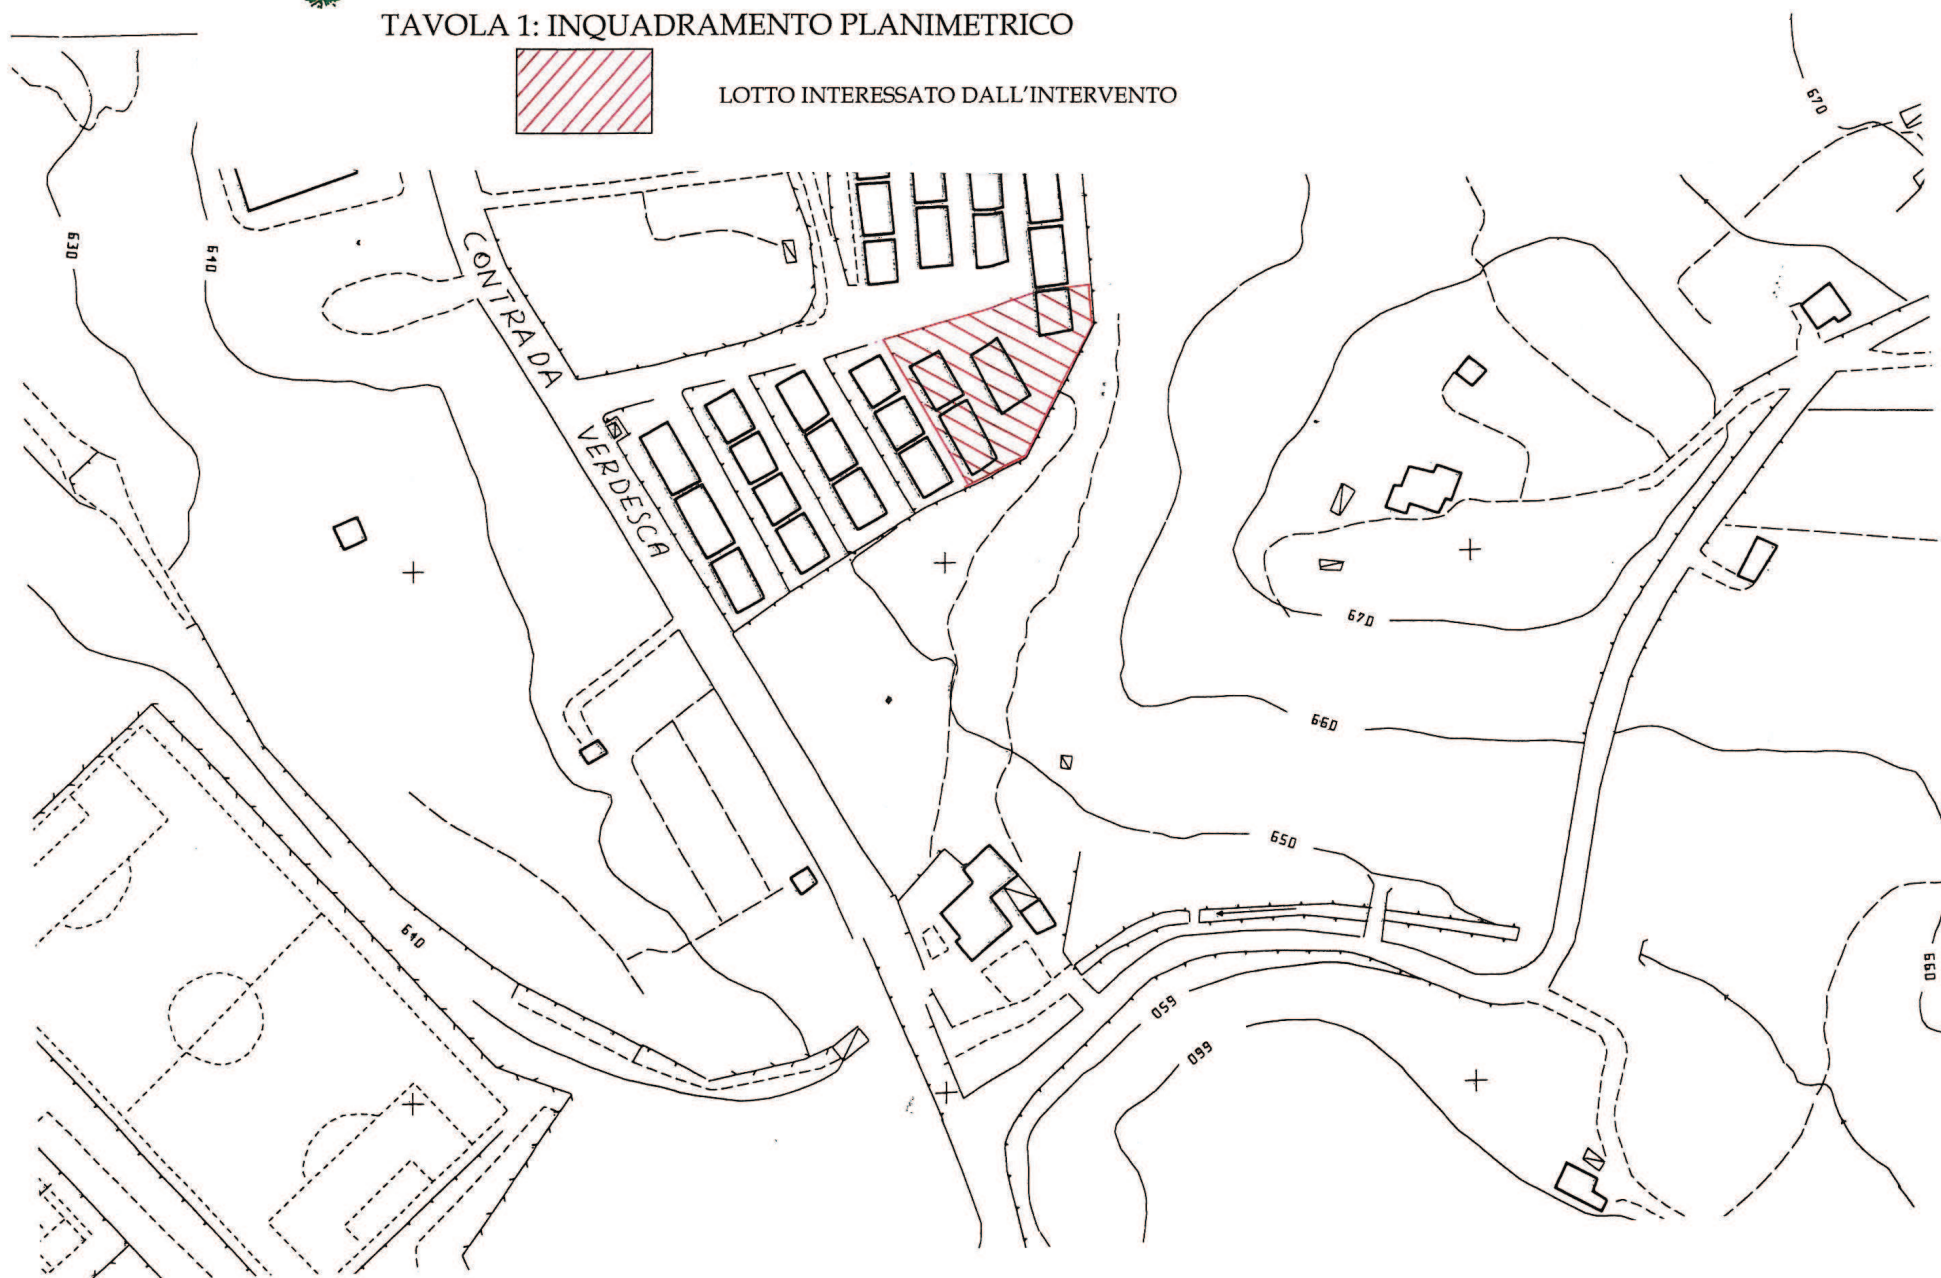 TAVOLA 1: INQUADRAMENTO PLANIMETRICO
LOTTO INTERESSATO DALL'INTERVENTO
670
630
640
CONTRADA
VERDESCA
670
660
650
640
660
650
660